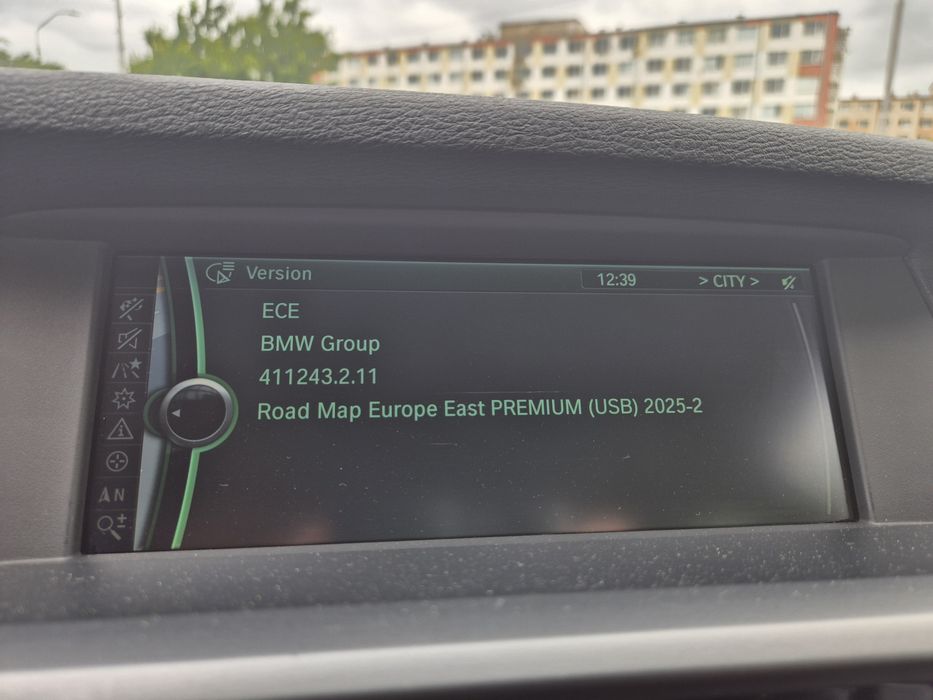 Version
12:39
> CITY >
ECE
BMW Group
411243.2.11
Road Map Europe East PREMIUM (USB) 2025-2
N